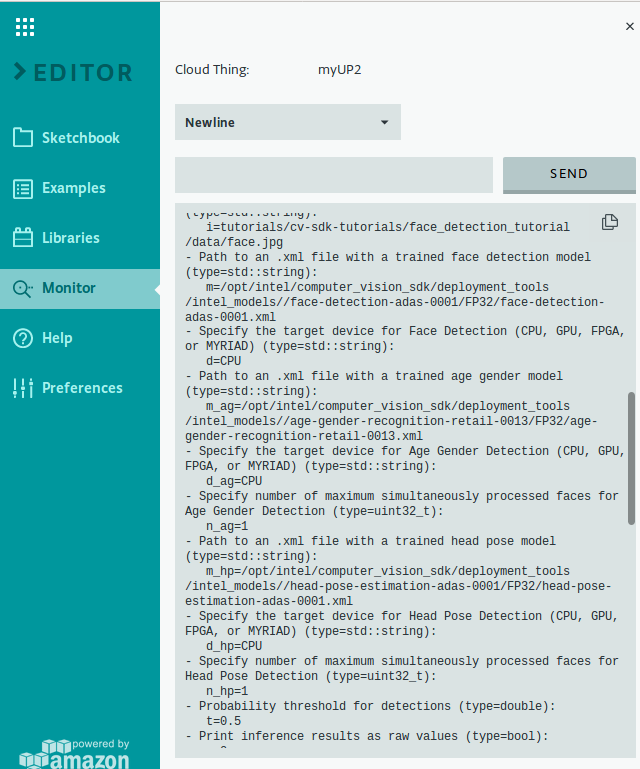 EDITOR
Sketchbook
Examples
Libraries
Monitor
Help
Preferences
powered by
amazon
×
Cloud Thing: myUP2
Newline
SEND
(type=std::string):
i=tutorials/cv-sdk-tutorials/face_detection_tutorial
/data/face.jpg
- Path to an .xml file with a trained face detection model
(type=std::string):
m=/opt/intel/computer_vision_sdk/deployment_tools
/intel_models//face-detection-adas-0001/FP32/face-detection-
adas-0001.xml
- Specify the target device for Face Detection (CPU, GPU, FPGA,
or MYRIAD) (type=std::string):
d=CPU
- Path to an .xml file with a trained age gender model
(type=std::string):
m_ag=/opt/intel/computer_vision_sdk/deployment_tools
/intel_models//age-gender-recognition-retail-0013/FP32/age-
gender-recognition-retail-0013.xml
- Specify the target device for Age Gender Detection (CPU, GPU,
FPGA, or MYRIAD) (type=std::string):
d_ag=CPU
- Specify number of maximum simultaneously processed faces for
Age Gender Detection (type=uint32_t):
n_ag=1
- Path to an .xml file with a trained head pose model
(type=std::string):
m_hp=/opt/intel/computer_vision_sdk/deployment_tools
/intel_models//head-pose-estimation-adas-0001/FP32/head-pose-
estimation-adas-0001.xml
- Specify the target device for Head Pose Detection (CPU, GPU,
FPGA, or MYRIAD) (type=std::string):
d_hp=CPU
- Specify number of maximum simultaneously processed faces for
Head Pose Detection (type=uint32_t):
n_hp=1
- Probability threshold for detections (type=double):
t=0.5
- Print inference results as raw values (type=bool):